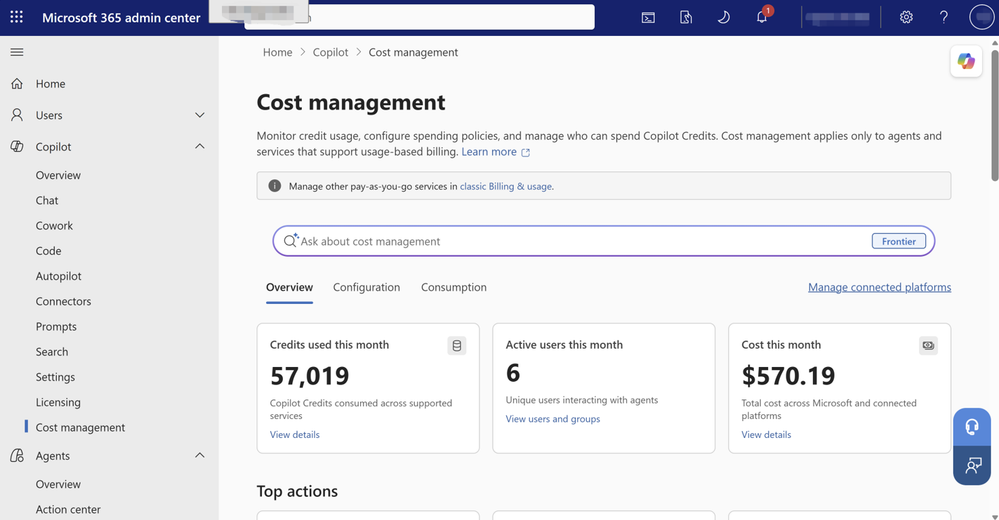 Microsoft 365 admin center
1
Home
Users
Copilot
Overview
Chat
Cowork
Code
Autopilot
Connectors
Prompts
Search
Settings
Licensing
Cost management
Agents
Overview
Action center
Home > Copilot > Cost management
Cost management
Monitor credit usage, configure spending policies, and manage who can spend Copilot Credits. Cost management applies only to agents and
services that support usage-based billing. Learn more
Manage other pay-as-you-go services in classic Billing & usage.
Ask about cost management
Frontier
Overview Configuration Consumption
Manage connected platforms
Credits used this month
57,019
Copilot Credits consumed across supported
services
View details
Active users this month
6
Unique users interacting with agents
View users and groups
Cost this month
$570.19
Total cost across Microsoft and connected
platforms
View details
Top actions